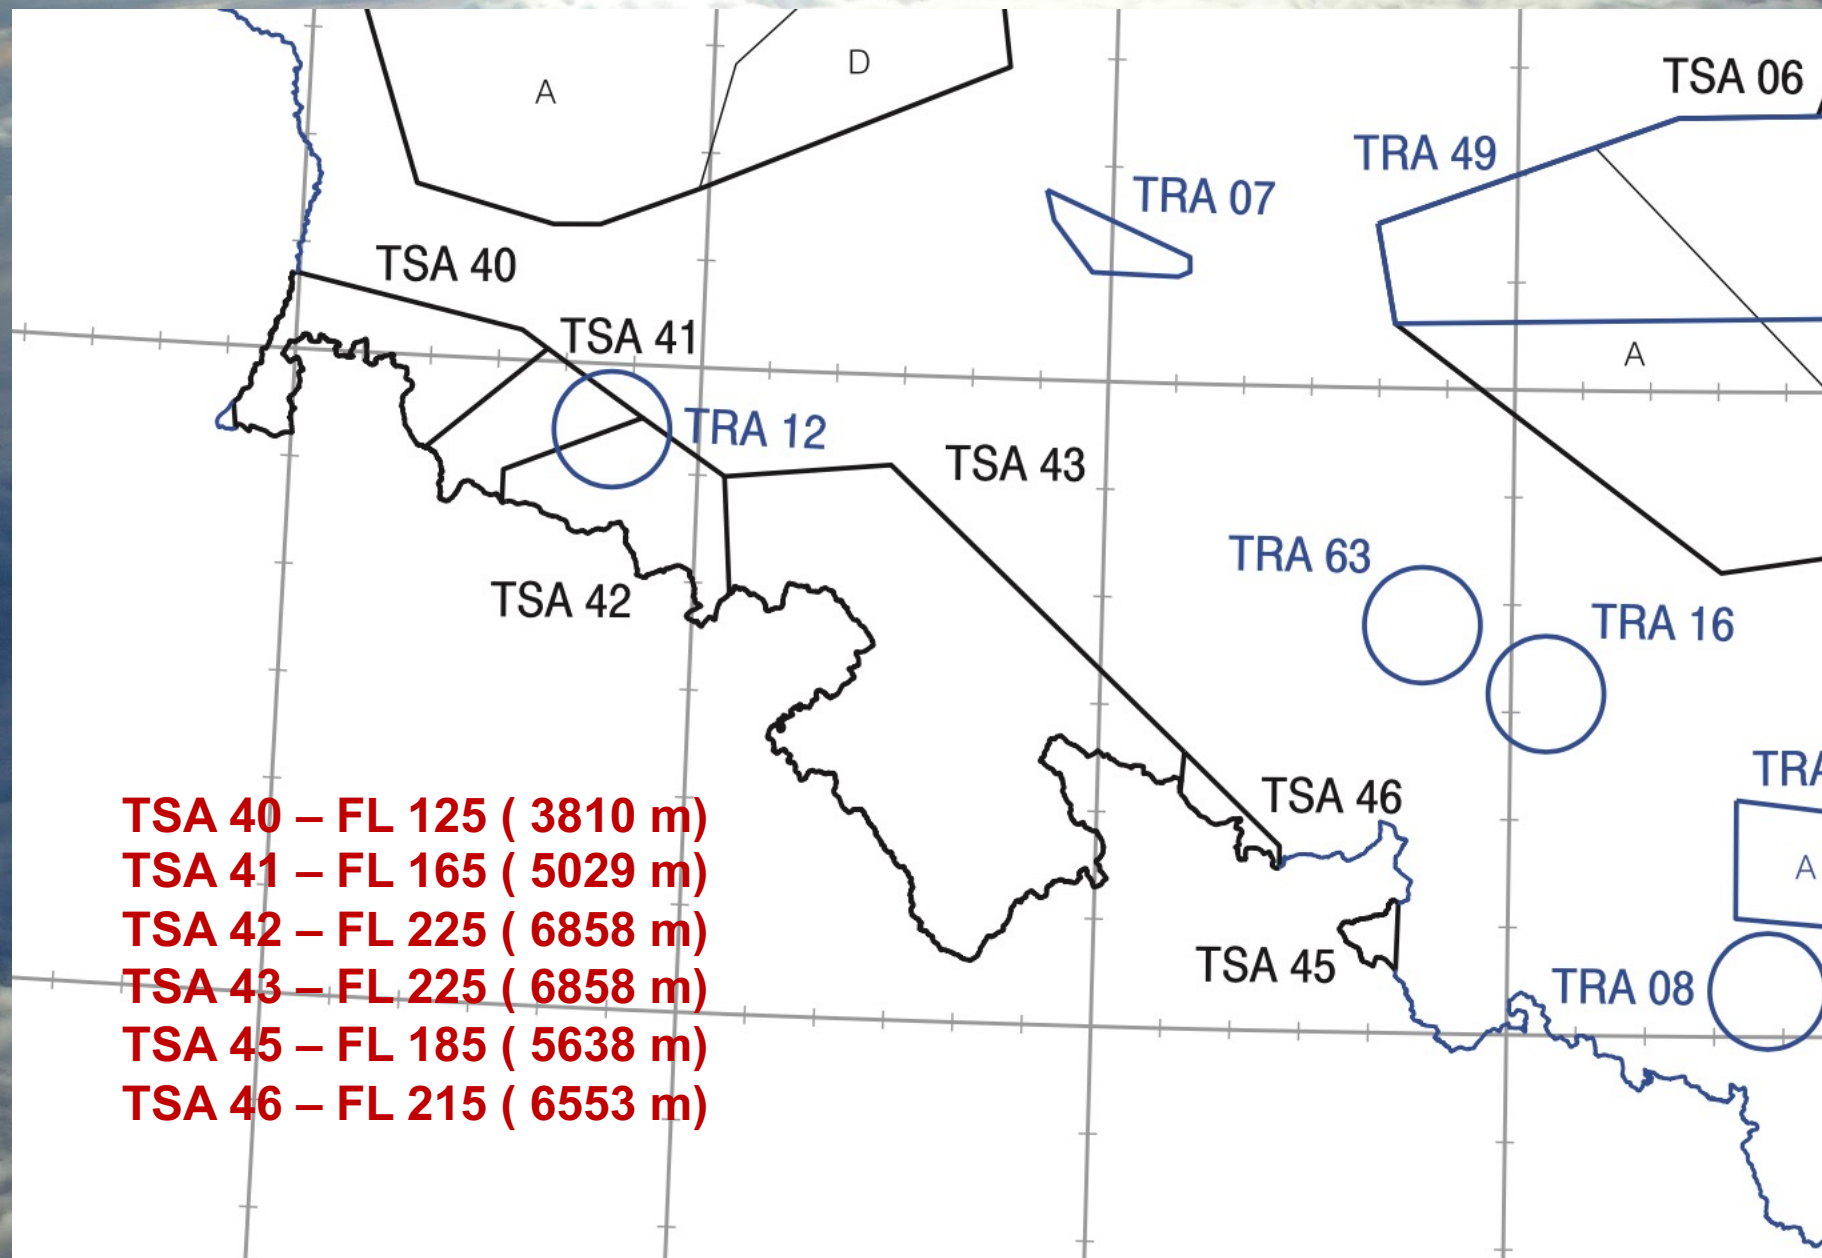 A
D
TSA 06
TRA 49
TRA 07
TSA 40
TSA 41
A
TRA 12
TSA 43
TRA 63
TSA 42
TRA 16
TRA
TSA 46
A
TSA 45
TRA 08
TSA 40 – FL 125 ( 3810 m)
TSA 41 – FL 165 ( 5029 m)
TSA 42 – FL 225 ( 6858 m)
TSA 43 – FL 225 ( 6858 m)
TSA 45 – FL 185 ( 5638 m)
TSA 46 – FL 215 ( 6553 m)